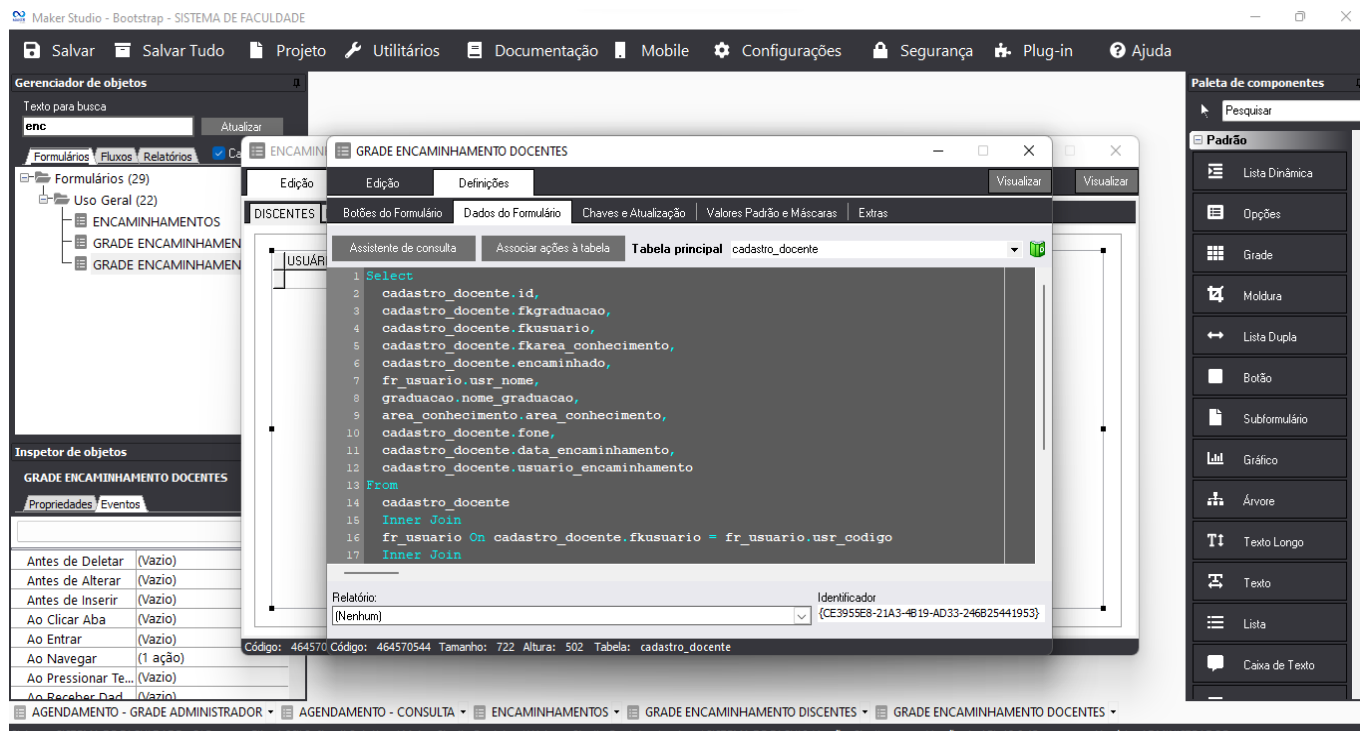 Maker Studio - Bootstrap - SISTEMA DE FACULDADE
Salvar Salvar Tudo Projeto Utilitários Documentação Mobile Configurações Segurança Plug-in Ajuda
Gerenciador de objetos
Texto para busca
enc Atualizar
Formulários Fluxos Relatórios
Formulários (29)
Uso Geral (22)
ENCAMINHAMENTOS
GRADE ENCAMINHAMEN
GRADE ENCAMINHAMEN
Inspetor de objetos
GRADE ENCAMINHAMENTO DOCENTES
Propriedades Eventos
Antes de Deletar (Vazio)
Antes de Alterar (Vazio)
Antes de Inserir (Vazio)
Ao Clicar Aba (Vazio)
Ao Entrar (Vazio)
Ao Navegar (1 ação)
Ao Pressionar Te... (Vazio)
Ao Receber Dad (Vazio)
ENCAMIN
Edição
Visualizar
DISCENTES
USUÁRI
Código: 46457
GRADE ENCAMINHAMENTO DOCENTES
Edição Definições Visualizar
Botões do Formulário Dados do Formulário Chaves e Atualização Valores Padrão e Máscaras Extras
Assistente de consulta Associar ações à tabela Tabela principal cadastro_docente
1 Select
2 cadastro_docente.id,
3 cadastro_docente.fkgraduacao,
4 cadastro_docente.fkusuario,
5 cadastro_docente.fkarea_conhecimento,
6 cadastro_docente.encaminhado,
7 fr_usuario.usr_nome,
8 graduacao.nome_graduacao,
9 area_conhecimento.area_conhecimento,
10 cadastro_docente.fone,
11 cadastro_docente.data_encaminhamento,
12 cadastro_docente.usuario_encaminhamento
13 From
14 cadastro_docente
15 Inner Join
16 fr_usuario On cadastro_docente.fkusuario = fr_usuario.usr_codigo
17 Inner Join
Relatório: Identificador
(Nenhum) {CE3955E8-21A3-4B19-AD33-246B25441953}
Código: 464570544 Tamanho: 722 Altura: 502 Tabela: cadastro_docente
Paleta de componentes
Pesquisar
Padrão
Lista Dinâmica
Opções
Grade
Moldura
Lista Dupla
Botão
Subformulário
Gráfico
Árvore
Texto Longo
Texto
Lista
Caixa de Texto
AGENDAMENTO - GRADE ADMINISTRADOR AGENDAMENTO - CONSULTA ENCAMINHAMENTOS GRADE ENCAMINHAMENTO DISCENTES GRADE ENCAMINHAMENTO DOCENTES